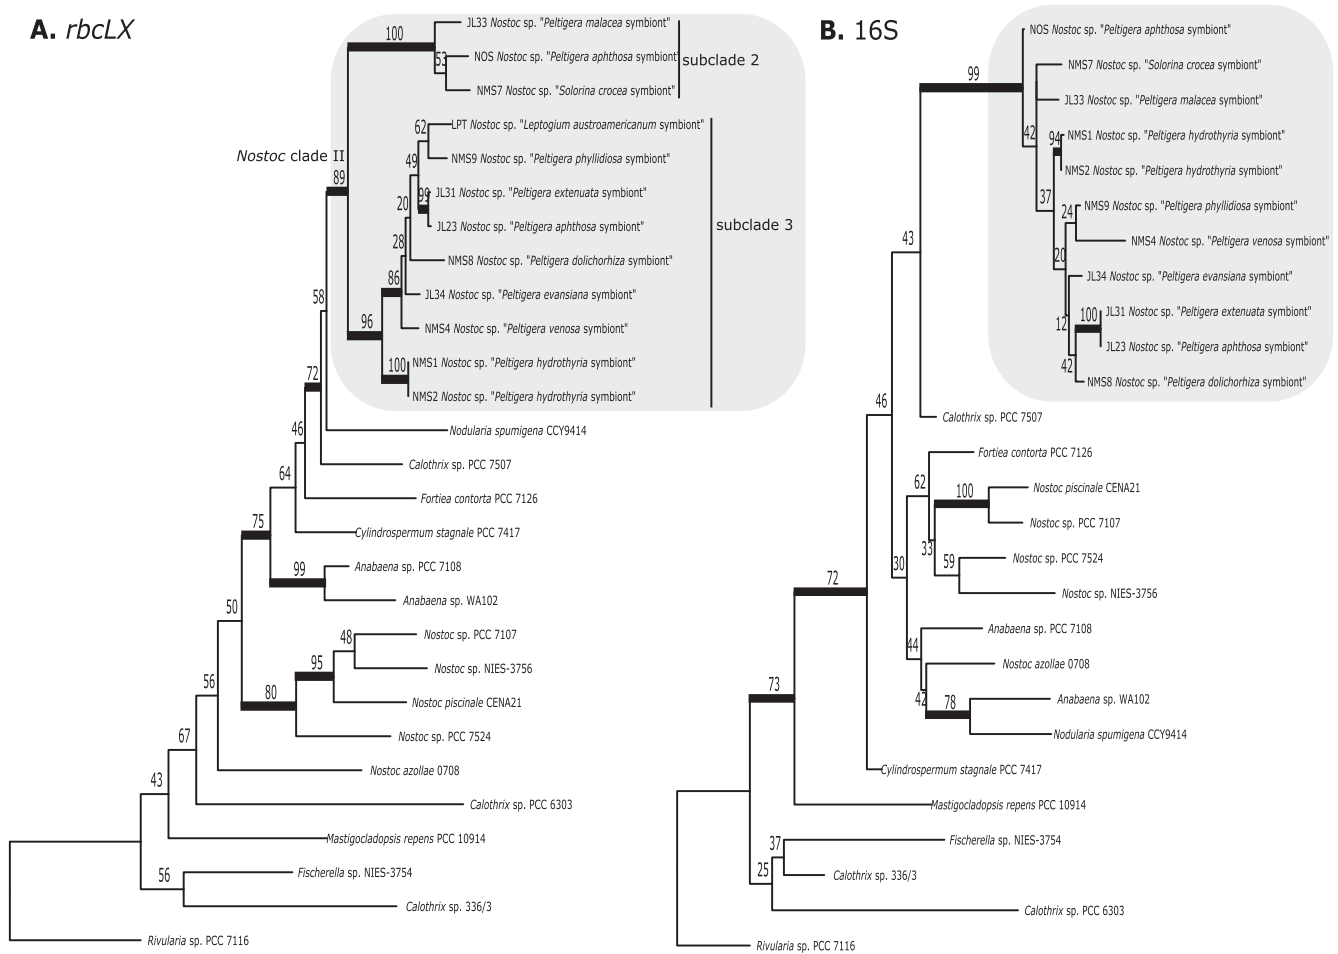 A. rbcLX
100
JL33 Nostoc sp. "Peltigera malacea symbiont"
53
NOS Nostoc sp. "Peltigera aphthosa symbiont"
subclade 2
NMS7 Nostoc sp. "Solorina crocea symbiont"
Nostoc clade II
89
62
LPT Nostoc sp. "Leptogium austroamericanum symbiont"
NMS9 Nostoc sp. "Peltigera phyllidiosa symbiont"
49
99
JL31 Nostoc sp. "Peltigera extenuata symbiont"
20
JL23 Nostoc sp. "Peltigera aphthosa symbiont"
subclade 3
28
NMS8 Nostoc sp. "Peltigera dolichorhiza symbiont"
86
JL34 Nostoc sp. "Peltigera evansiana symbiont"
58
96
NMS4 Nostoc sp. "Peltigera venosa symbiont"
100
NMS1 Nostoc sp. "Peltigera hydrothyria symbiont"
72
NMS2 Nostoc sp. "Peltigera hydrothyria symbiont"
46
Nodularia spumigena CCY9414
64
Calothrix sp. PCC 7507
Fortiea contorta PCC 7126
75
Cylindrospermum stagnale PCC 7417
99
Anabaena sp. PCC 7108
50
Anabaena sp. WA102
48
Nostoc sp. PCC 7107
95
Nostoc sp. NIES-3756
56
80
Nostoc piscinale CENA21
67
Nostoc sp. PCC 7524
43
Nostoc azollae 0708
Calothrix sp. PCC 6303
Mastigocladopsis repens PCC 10914
56
Fischerella sp. NIES-3754
Calothrix sp. 336/3
Rivularia sp. PCC 7116
B. 16S
NOS Nostoc sp. "Peltigera aphthosa symbiont"
99
NMS7 Nostoc sp. "Solorina crocea symbiont"
JL33 Nostoc sp. "Peltigera malacea symbiont"
42
94
NMS1 Nostoc sp. "Peltigera hydrothyria symbiont"
NMS2 Nostoc sp. "Peltigera hydrothyria symbiont"
37
24
NMS9 Nostoc sp. "Peltigera phyllidiosa symbiont"
43
NMS4 Nostoc sp. "Peltigera venosa symbiont"
20
JL34 Nostoc sp. "Peltigera evansiana symbiont"
12
100
JL31 Nostoc sp. "Peltigera extenuata symbiont"
JL23 Nostoc sp. "Peltigera aphthosa symbiont"
42
NMS8 Nostoc sp. "Peltigera dolichorhiza symbiont"
46
Calothrix sp. PCC 7507
Fortiea contorta PCC 7126
62
100
Nostoc piscinale CENA21
Nostoc sp. PCC 7107
33
30
59
Nostoc sp. PCC 7524
72
Nostoc sp. NIES-3756
Anabaena sp. PCC 7108
44
Nostoc azollae 0708
73
42
78
Anabaena sp. WA102
Nodularia spumigena CCY9414
Cylindrospermum stagnale PCC 7417
Mastigocladopsis repens PCC 10914
37
Fischerella sp. NIES-3754
25
Calothrix sp. 336/3
Calothrix sp. PCC 6303
Rivularia sp. PCC 7116